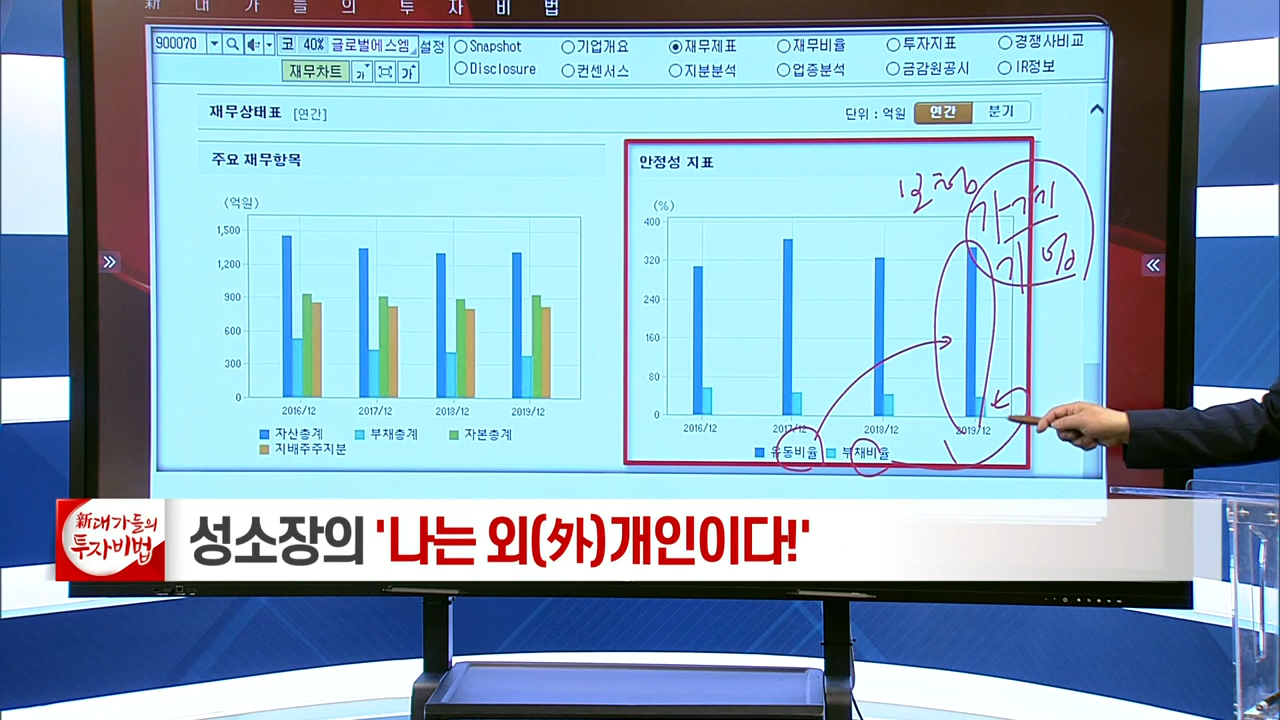 新 대 가 들 의 투 자 비 법
900070 코 40% 글로벌에스엠 설정
Snapshot 기업개요 재무제표 재무비율 투자지표 경쟁사비교
재무차트 가 가 Disclosure 컨센서스 지분분석 업종분석 금감원공시 IR정보
재무상태표 [연간] 단위 : 억원 연간 분기
주요 재무항목
(억원)
1,500
1,200
900
600
300
0
2016/12 2017/12 2018/12 2019/12
자산총계 부채총계 자본총계
지배주주지분
안정성 지표
(%)
400
320
240
160
80
0
2016/12 2017/12 2018/12 2019/12
유동비율 부채비율
新대가들의
투자비법
성소장의 '나는 외(外)개인이다!'